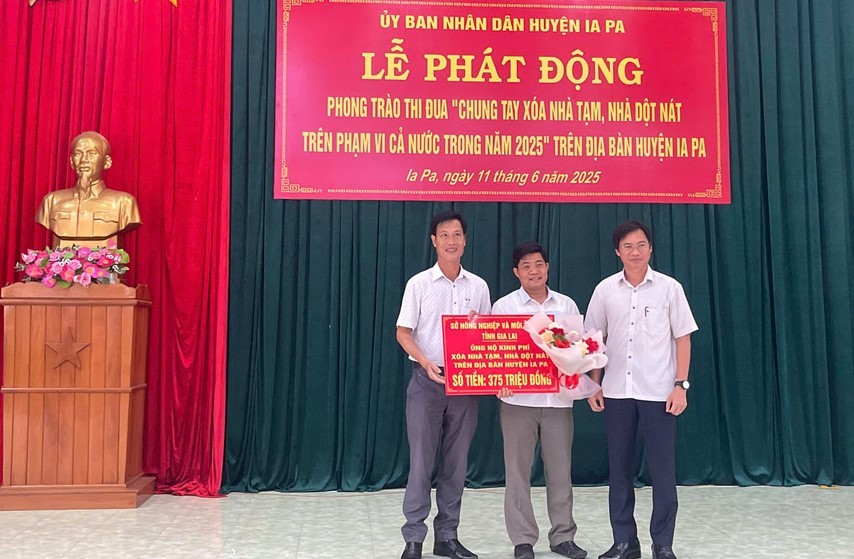 ỦY BAN NHÂN DÂN HUYỆN IA PA
LỄ PHÁT ĐỘNG
PHONG TRÀO THI ĐUA "CHUNG TAY XÓA NHÀ TẠM, NHÀ DỘT NÁT
TRÊN PHẠM VI CẢ NƯỚC TRONG NĂM 2025" TRÊN ĐỊA BÀN HUYỆN IA PA
Ia Pa, ngày 11 tháng 6 năm 2025
SỞ NÔNG NGHIỆP VÀ MÔI
TỈNH GIA LAI
ỦNG HỘ KINH PHÍ
XÓA NHÀ TẠM, NHÀ DỘT NÁT
TRÊN ĐỊA BÀN HUYỆN IA PA
SỐ TIỀN: 375 TRIỆU ĐỒNG